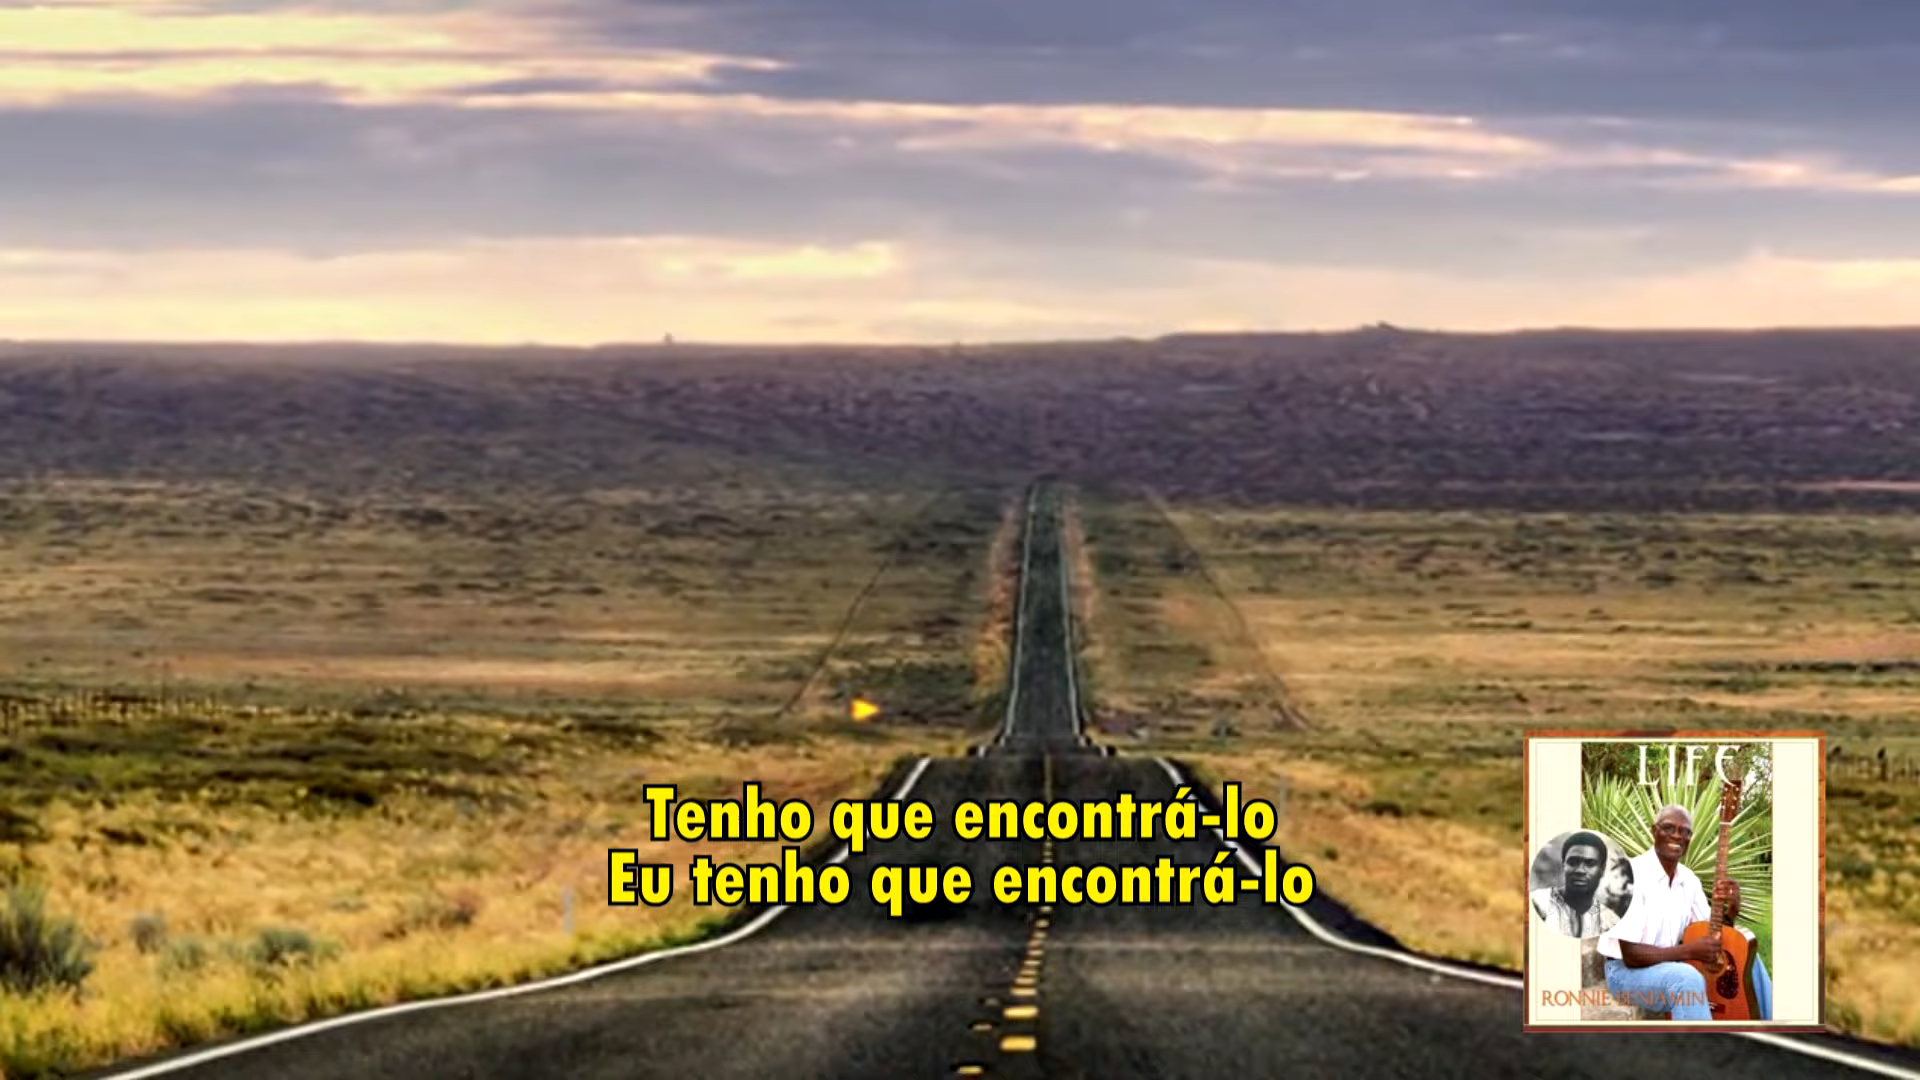 LIFE
Tenho que encontrá-lo
Eu tenho que encontrá-lo
RONNIE BENJAMIN